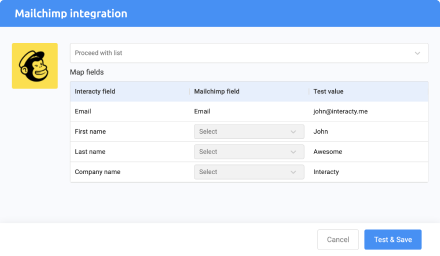 Mailchimp integration
Proceed with list
Map fields
Interacty field Mailchimp field Test value
Email Email john@interacty.me
First name Select John
Last name Select Awesome
Company name Select Interacty
Cancel Test & Save